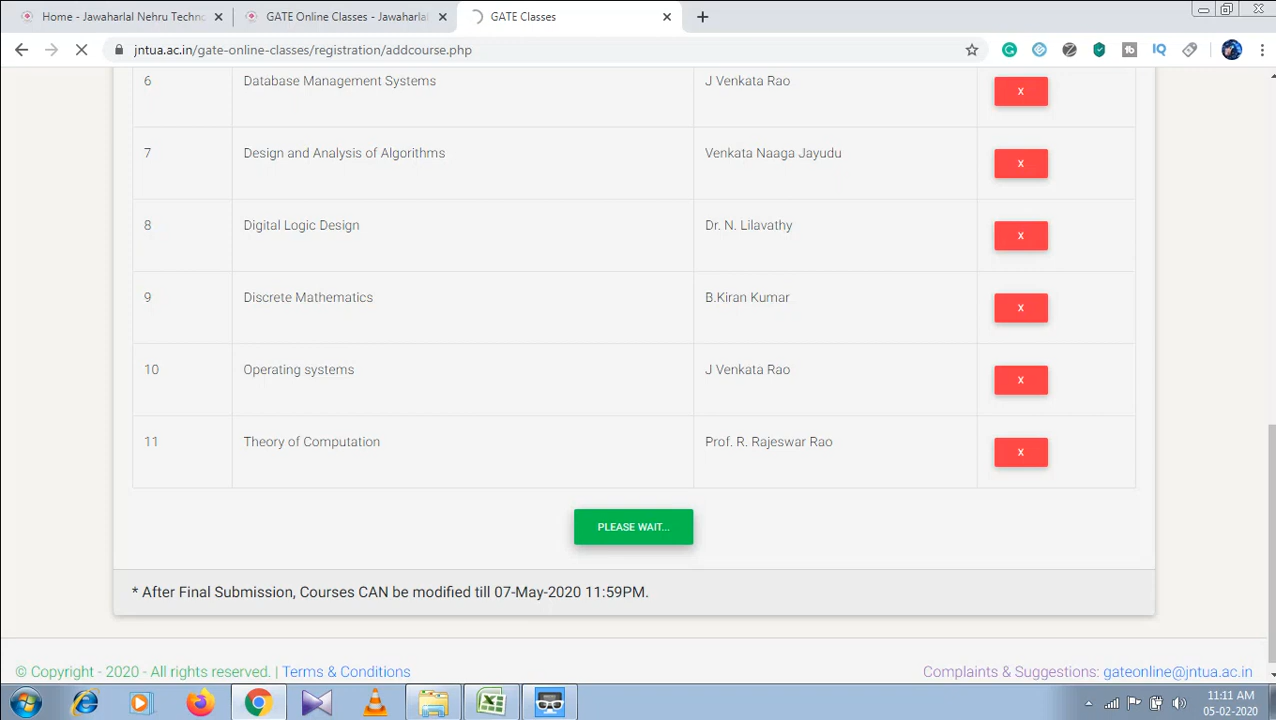 Home - Jawaharlal Nehru Techno
GATE Online Classes - Jawaharlal
GATE Classes
jntua.ac.in/gate-online-classes/registration/addcourse.php
IQ
6 Database Management Systems J Venkata Rao X
7 Design and Analysis of Algorithms Venkata Naaga Jayudu X
8 Digital Logic Design Dr. N. Lilavathy X
9 Discrete Mathematics B.Kiran Kumar X
10 Operating systems J Venkata Rao X
11 Theory of Computation Prof. R. Rajeswar Rao X
PLEASE WAIT...
* After Final Submission, Courses CAN be modified till 07-May-2020 11:59PM.
© Copyright - 2020 - All rights reserved. | Terms & Conditions Complaints & Suggestions: gateonline@jntua.ac.in
11:11 AM
05-02-2020